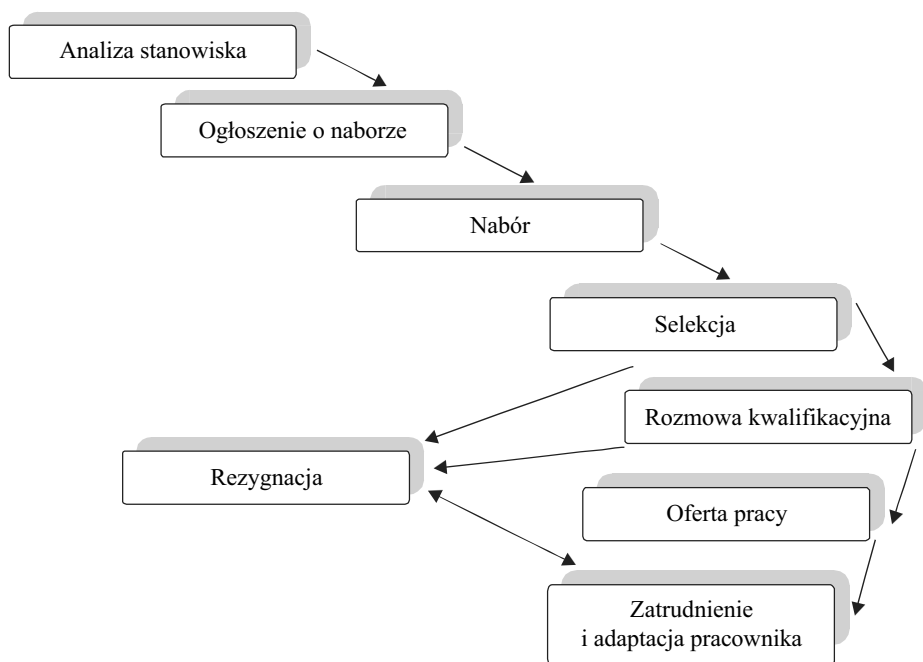 Analiza stanowiska
Ogłoszenie o naborze
Nabór
Selekcja
Rozmowa kwalifikacyjna
Rezygnacja
Oferta pracy
Zatrudnienie
i adaptacja pracownika